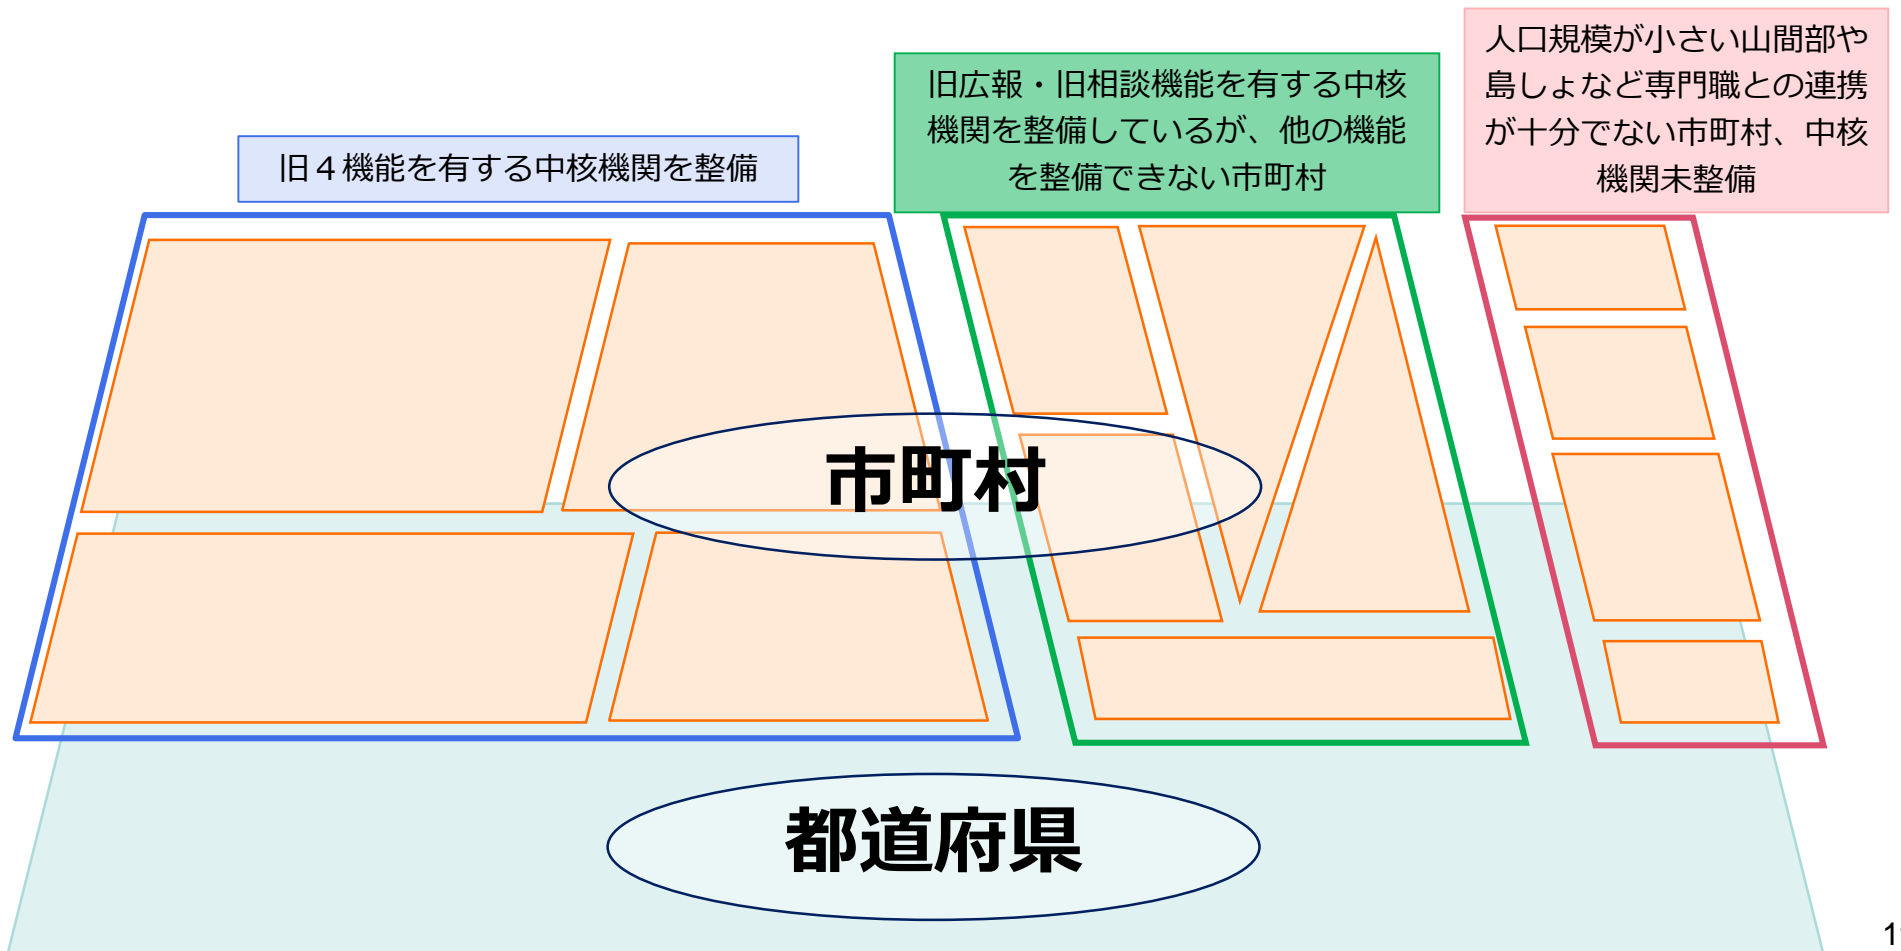 旧４機能を有する中核機関を整備
旧広報・旧相談機能を有する中核
機関を整備しているが、他の機能
を整備できない市町村
人口規模が小さい山間部や
島しょなど専門職との連携
が十分でない市町村、中核
機関未整備
市町村
都道府県
1